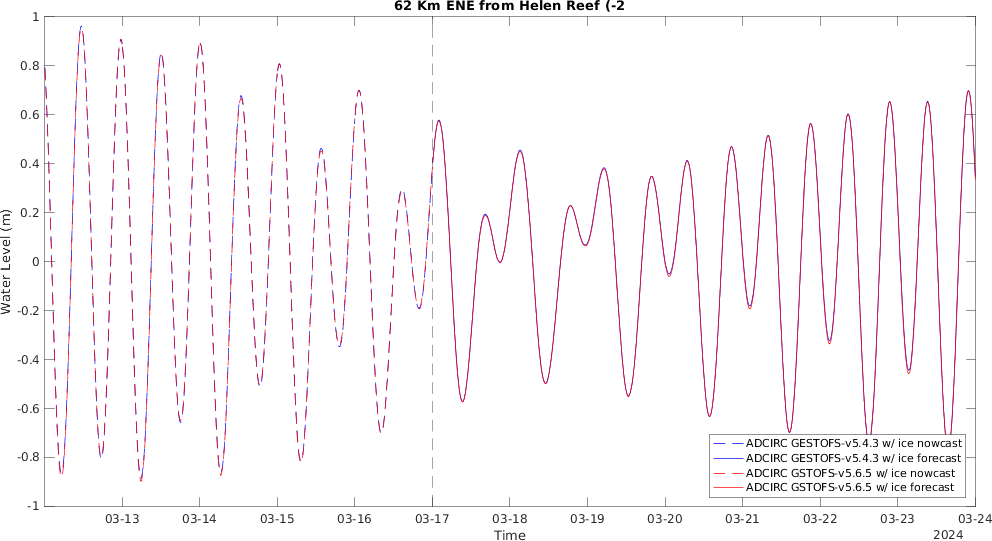 62 Km ENE from Helen Reef (-2
Water Level (m)
1
0.8
0.6
0.4
0.2
0
-0.2
-0.4
-0.6
-0.8
-1
ADCIRC GESTOFS-v5.4.3 w/ ice nowcast
ADCIRC GESTOFS-v5.4.3 w/ ice forecast
ADCIRC GSTOFS-v5.6.5 w/ ice nowcast
ADCIRC GSTOFS-v5.6.5 w/ ice forecast
03-13 03-14 03-15 03-16 03-17 03-18 03-19 03-20 03-21 03-22 03-23 03-24
Time
2024